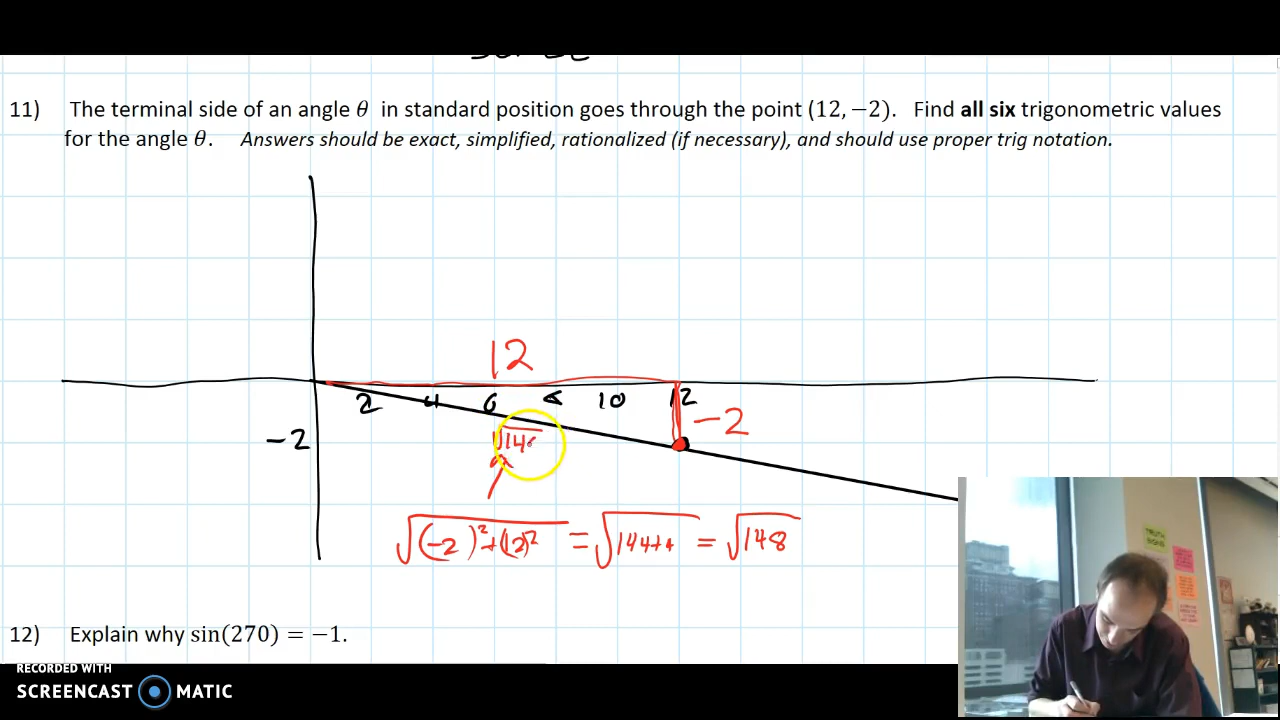 11) The terminal side of an angle θ in standard position goes through the point (12, −2). Find all six trigonometric values
for the angle θ. Answers should be exact, simplified, rationalized (if necessary), and should use proper trig notation.
12
2 4 6 8 10 12
−2
−2
√148
√(−2)²+(12)² = √144+4 = √148
12) Explain why sin(270) = −1.
RECORDED WITH
SCREENCAST MATIC